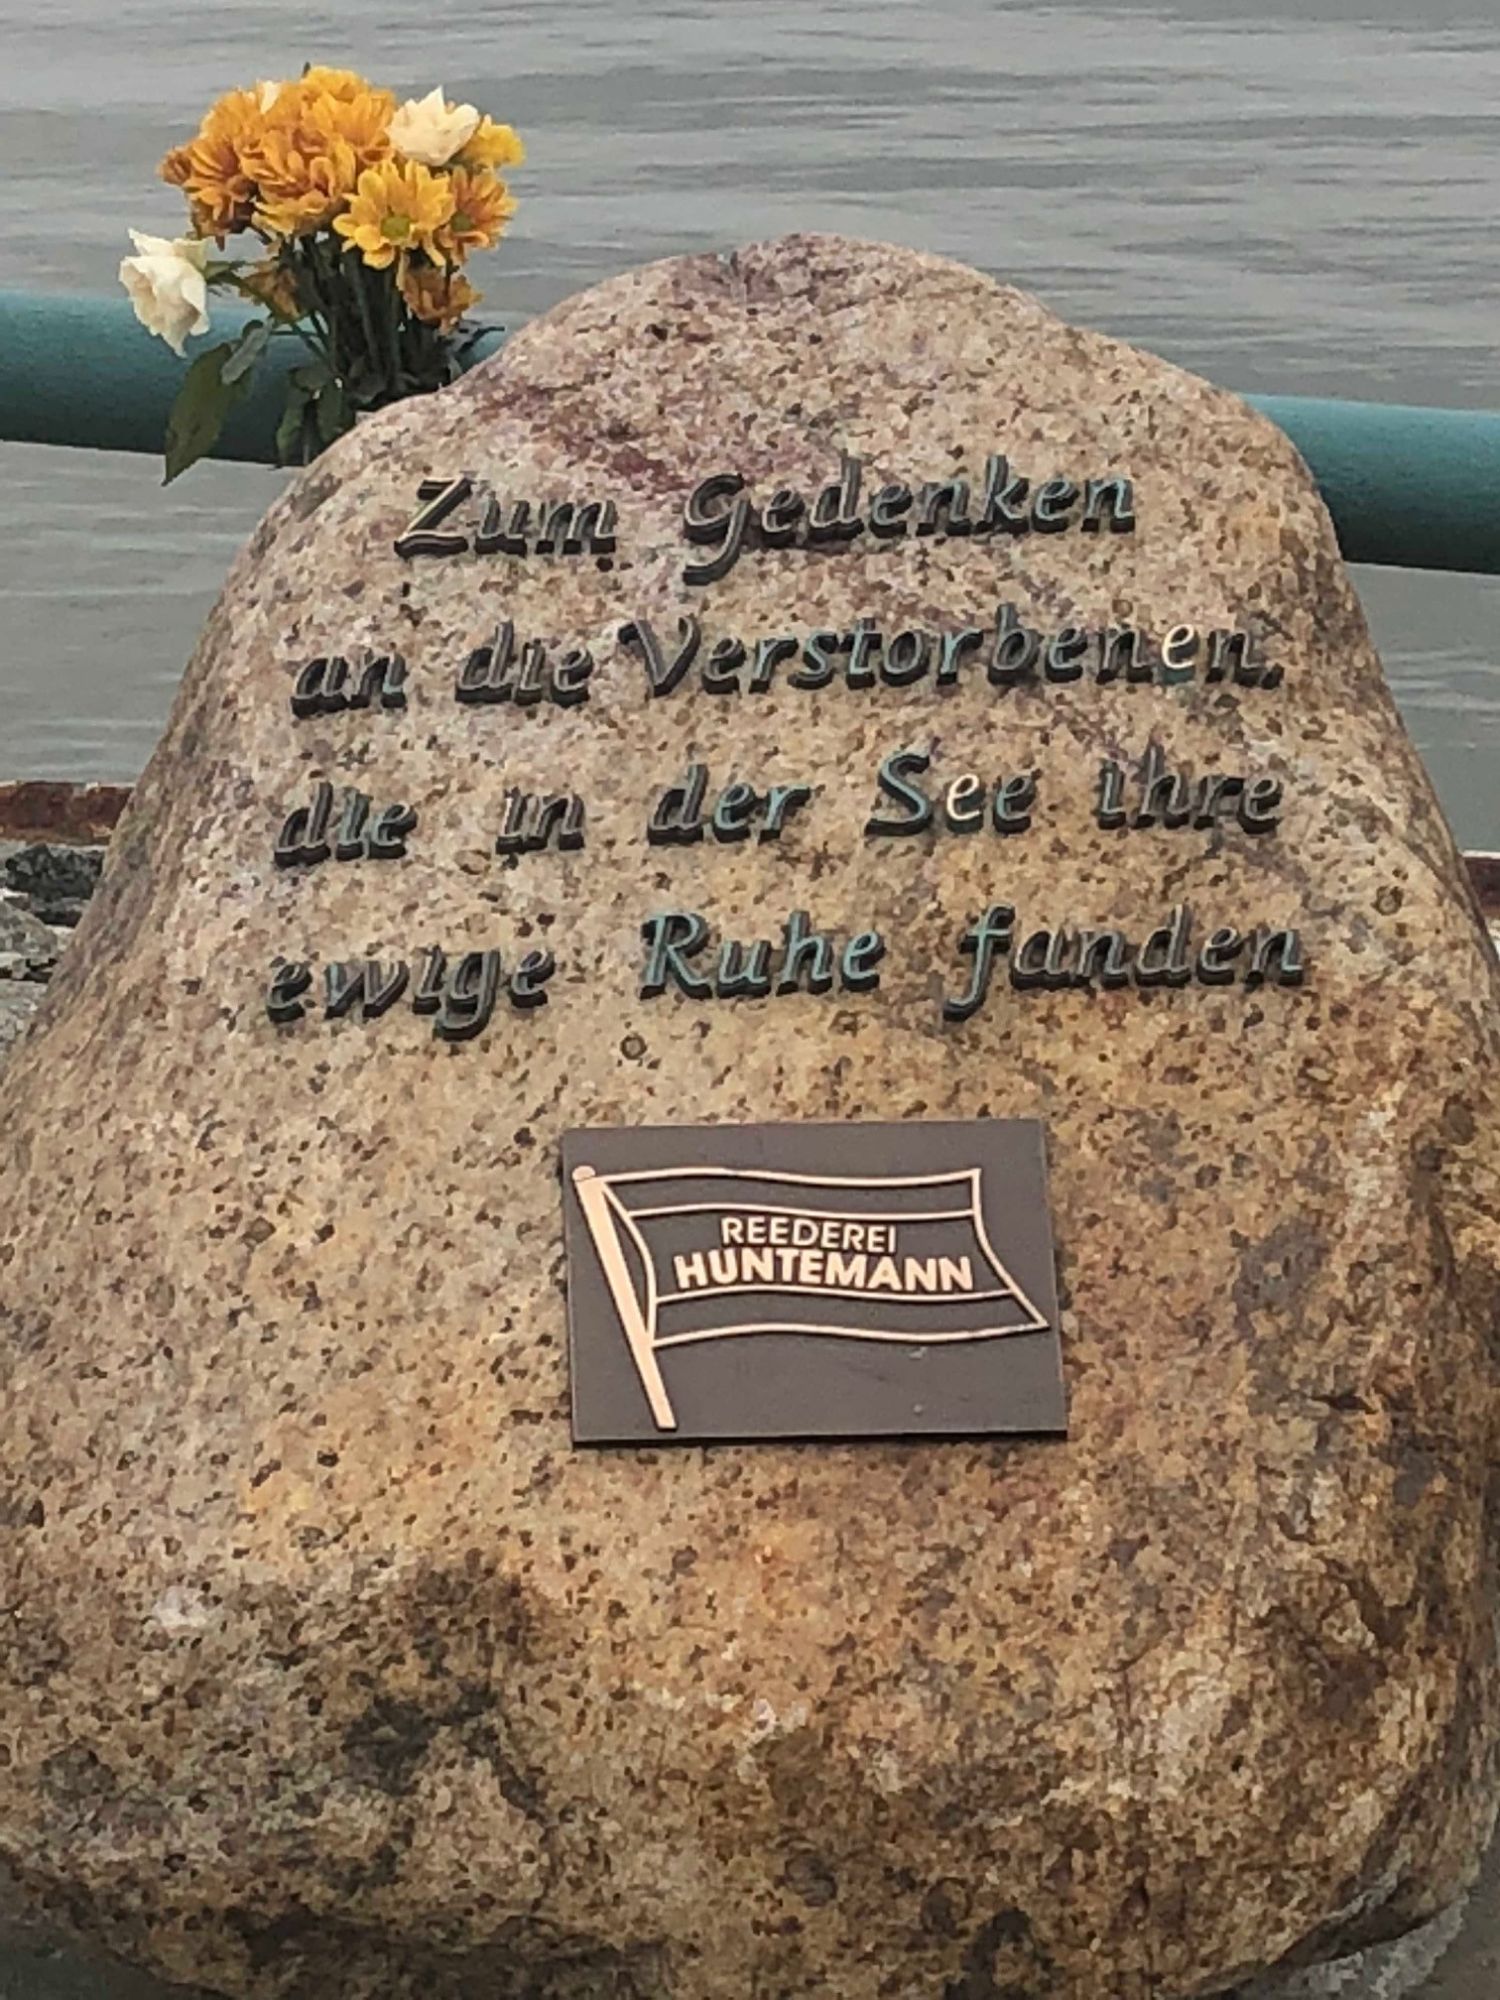 Zum Gedenken
an die Verstorbenen,
die in der See ihre
ewige Ruhe fanden
REEDEREI
HUNTEMANN